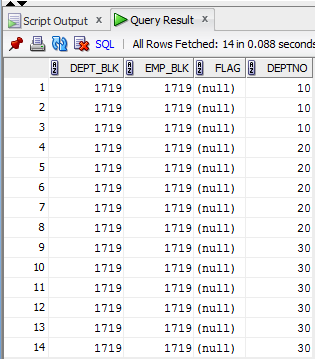 Script Output × Query Result ×
SQL | All Rows Fetched: 14 in 0.088 seconds
DEPT_BLK EMP_BLK FLAG DEPTNO
1 1719 1719 (null) 10
2 1719 1719 (null) 10
3 1719 1719 (null) 10
4 1719 1719 (null) 20
5 1719 1719 (null) 20
6 1719 1719 (null) 20
7 1719 1719 (null) 20
8 1719 1719 (null) 20
9 1719 1719 (null) 30
10 1719 1719 (null) 30
11 1719 1719 (null) 30
12 1719 1719 (null) 30
13 1719 1719 (null) 30
14 1719 1719 (null) 30